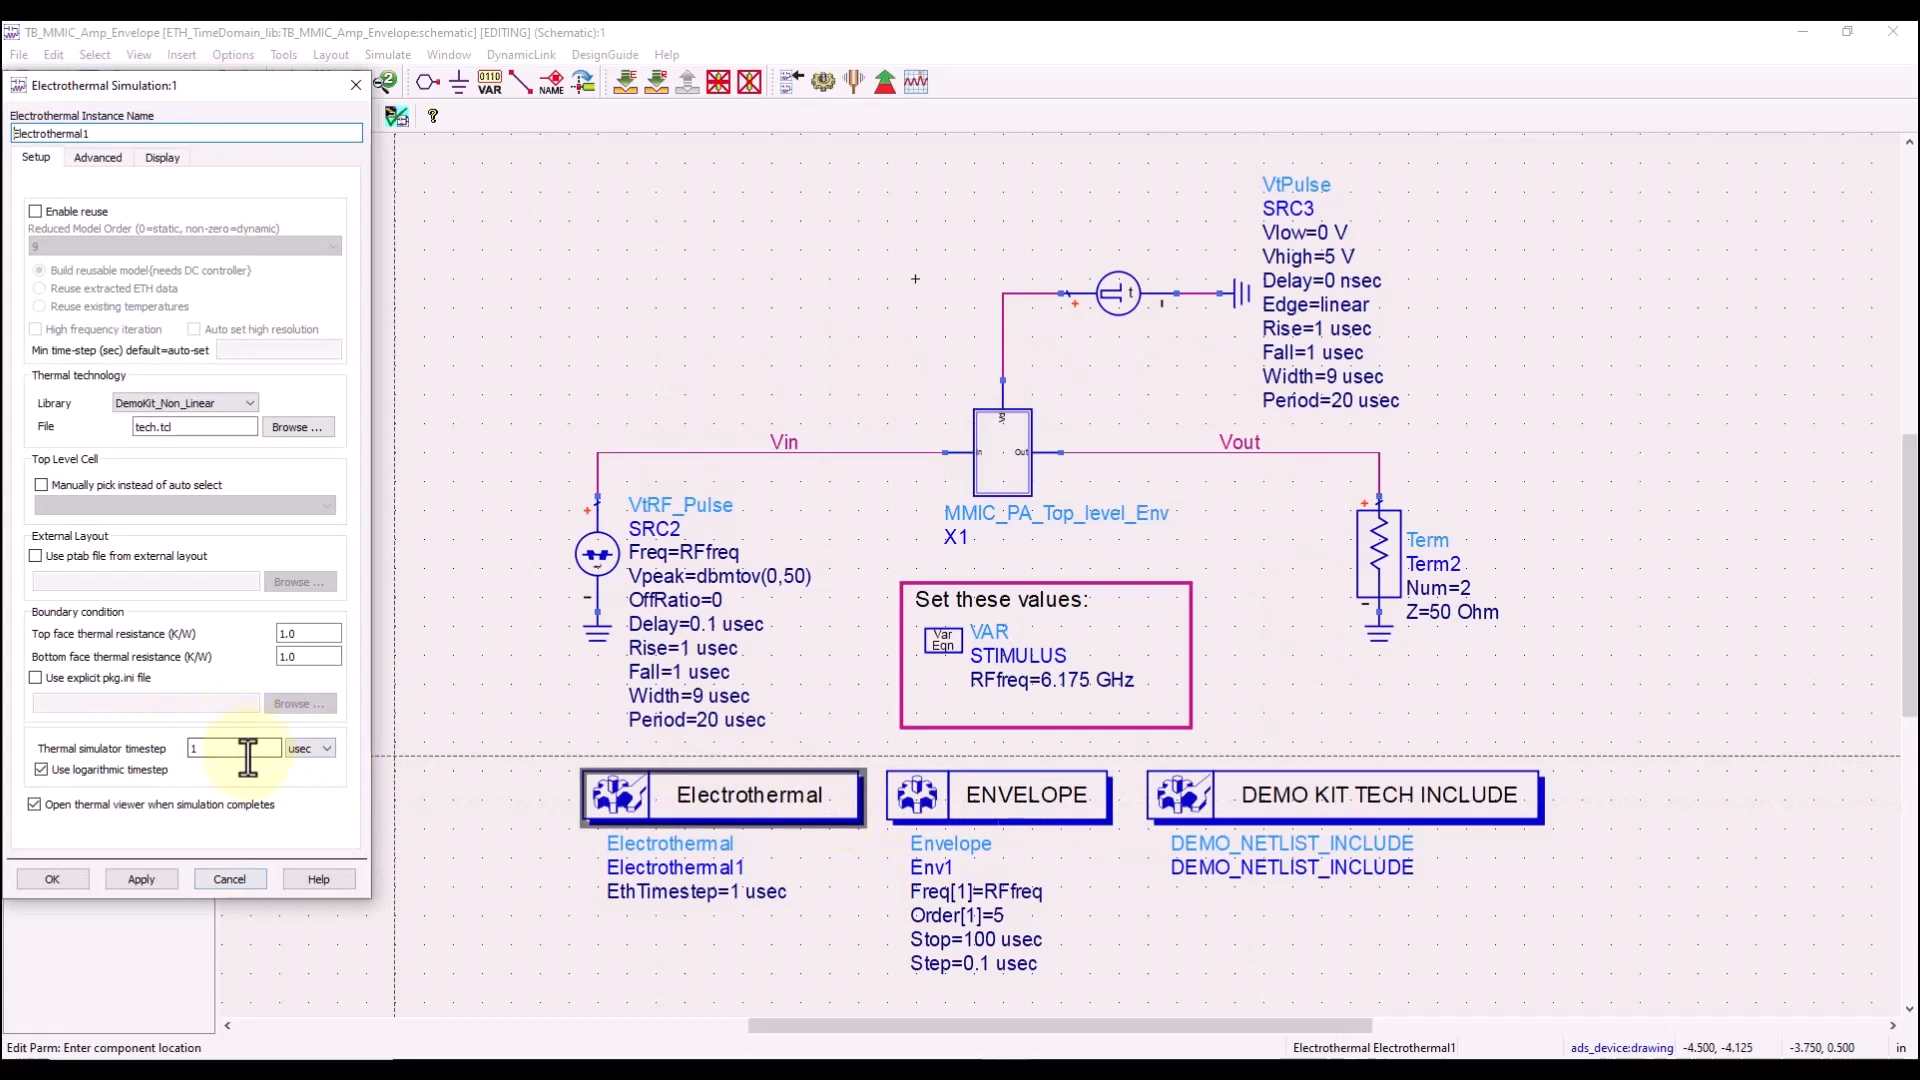 TB_MMIC_Amp_Envelope [ETH_TimeDomain_lib:TB_MMIC_Amp_Envelope:schematic] [EDITING] (Schematic):1
File Edit Select View Insert Options Tools Layout Simulate Window DynamicLink DesignGuide Help
Electrothermal Simulation:1
2
0110
VAR
NAME
?
Electrothermal Instance Name
Electrothermal1
Setup Advanced Display
Enable reuse
Reduced Model Order (0=static, non-zero=dynamic)
9
Build reusable model{needs DC controller}
Reuse extracted ETH data
Reuse existing temperatures
High frequency iteration Auto set high resolution
Min time-step (sec) default=auto-set
Thermal technology
Library DemoKit_Non_Linear
File tech.tcl Browse ...
Top Level Cell
Manually pick instead of auto select
External Layout
Use ptab file from external layout
Browse ...
Boundary condition
Top face thermal resistance (K/W) 1.0
Bottom face thermal resistance (K/W) 1.0
Use explicit pkg.ini file
Browse ...
Thermal simulator timestep 1 usec
Use logarithmic timestep
Open thermal viewer when simulation completes
OK Apply Cancel Help
VtPulse
SRC3
Vlow=0 V
Vhigh=5 V
Delay=0 nsec
Edge=linear
Rise=1 usec
Fall=1 usec
Width=9 usec
Period=20 usec
t
Vin
Vout
In Out
MMIC_PA_Top_level_Env
X1
VtRF_Pulse
SRC2
Freq=RFfreq
Vpeak=dbmtov(0,50)
OffRatio=0
Delay=0.1 usec
Rise=1 usec
Fall=1 usec
Width=9 usec
Period=20 usec
Set these values:
Var
Eqn
VAR
STIMULUS
RFfreq=6.175 GHz
Term
Term2
Num=2
Z=50 Ohm
Electrothermal
Electrothermal
Electrothermal1
EthTimestep=1 usec
ENVELOPE
Envelope
Env1
Freq[1]=RFfreq
Order[1]=5
Stop=100 usec
Step=0.1 usec
DEMO KIT TECH INCLUDE
DEMO_NETLIST_INCLUDE
DEMO_NETLIST_INCLUDE
Edit Parm: Enter component location
Electrothermal Electrothermal1
ads_device:drawing -4.500, -4.125 -3.750, 0.500 in